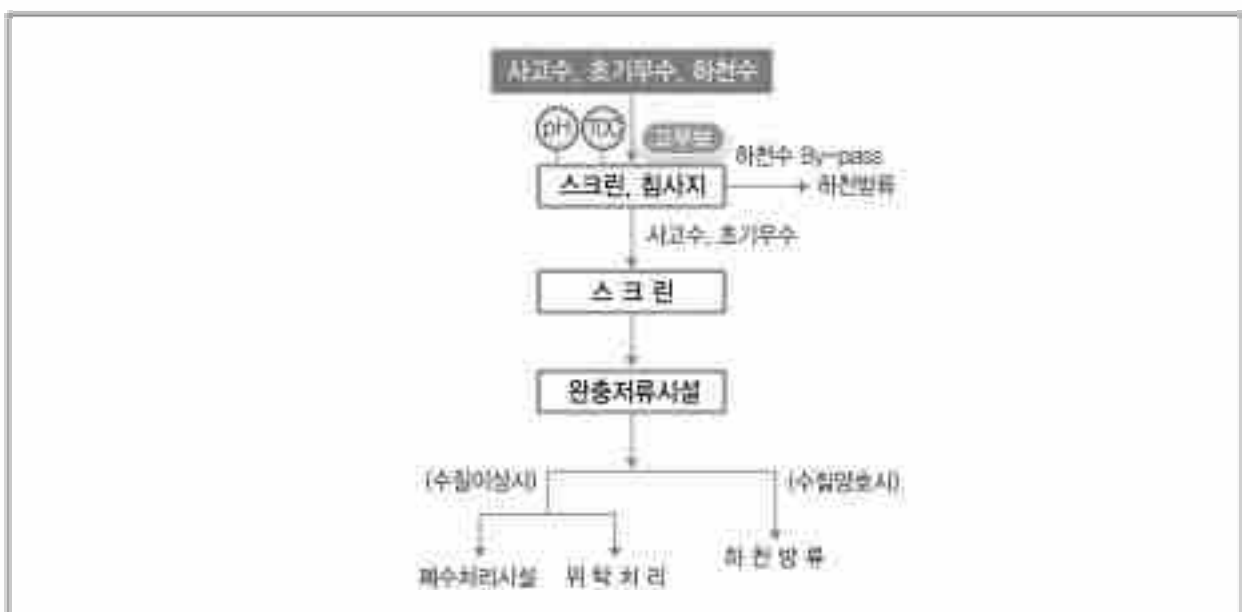 사고수, 초기우수, 하천수
pH TOC
하천수 By-pass
스크린, 침사지
하천방류
사고수, 초기우수
스 크 린
완충저류시설
(수질이상시)
(수질양호시)
폐수처리시설
위 탁 처 리
하 천 방 류